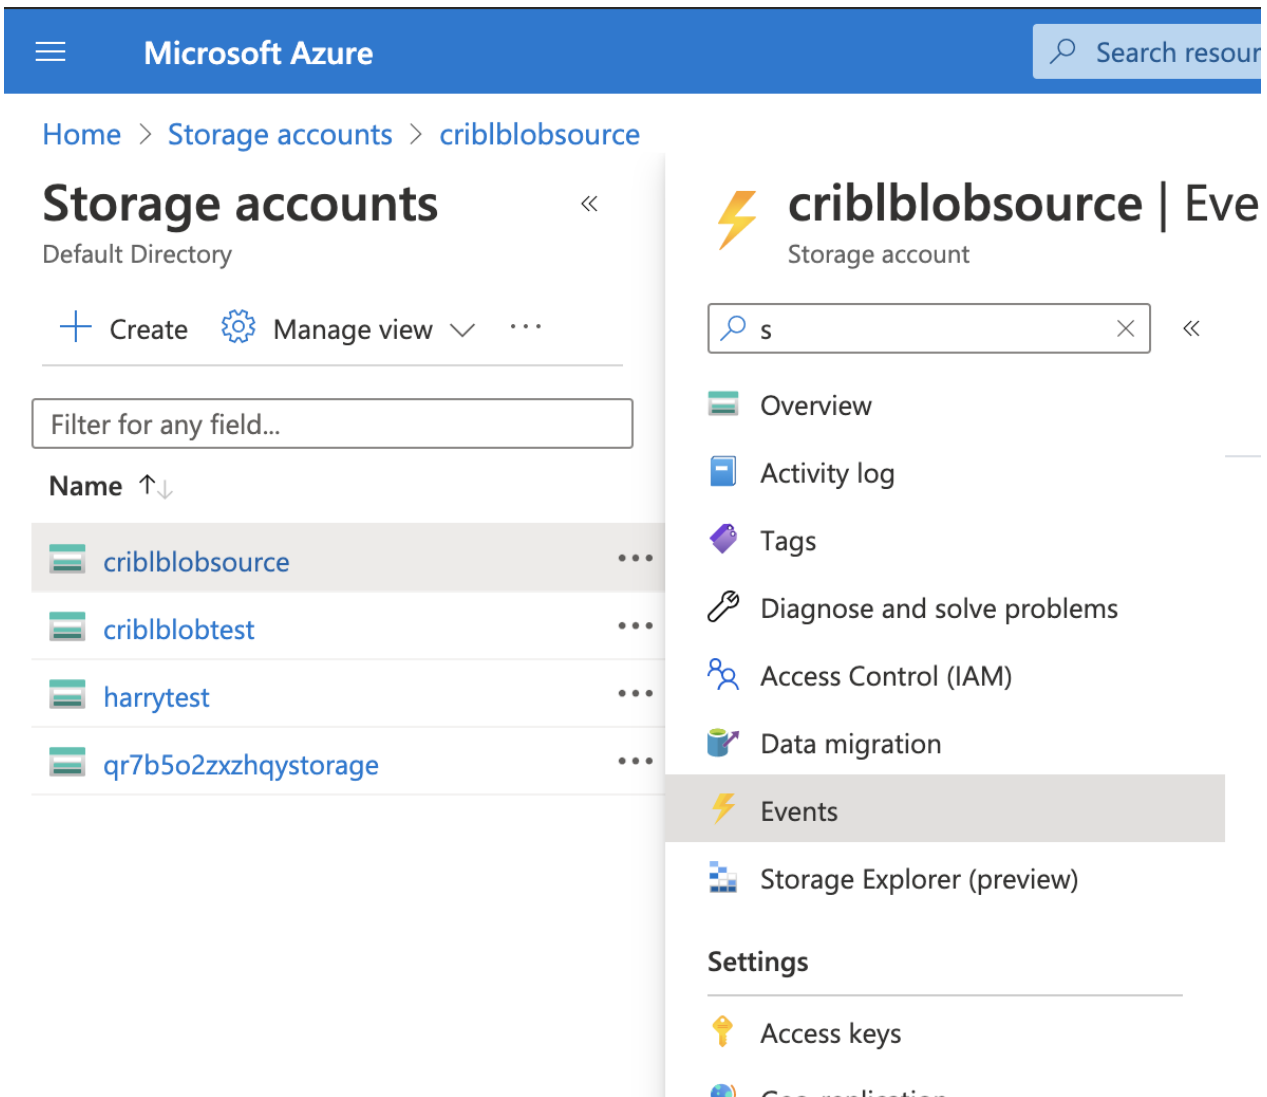 Microsoft Azure
Search resour
Home > Storage accounts > criblblobsource
Storage accounts
Default Directory
Create
Manage view
Filter for any field...
Name
criblblobsource
criblblobtest
harrytest
qr7b5o2zxzhqystorage
criblblobsource | Eve
Storage account
s
Overview
Activity log
Tags
Diagnose and solve problems
Access Control (IAM)
Data migration
Events
Storage Explorer (preview)
Settings
Access keys
Geo-replication